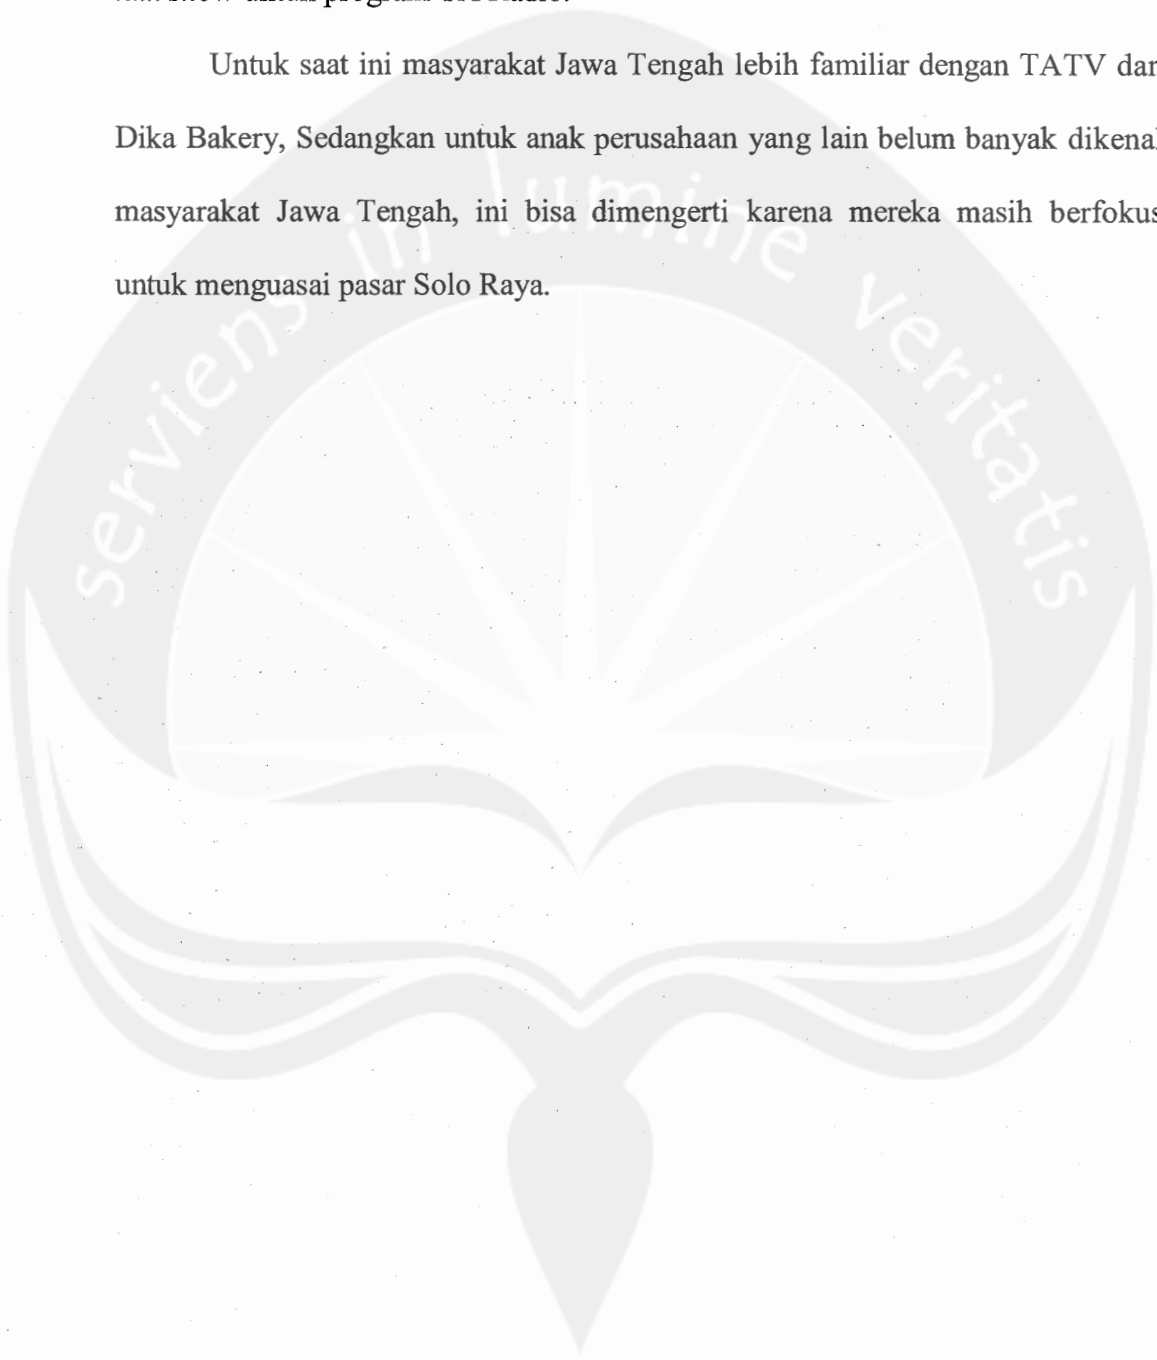 untuk program
Untuk saat ini masyarakat Jawa Tengah lebih familiar dengan TATV dan
Dika Bakery, Sedangkan untuk anak perusahaan yang lain belum banyak dikenal
masyarakat Jawa Tengah, ini bisa dimengerti karena mereka masih berfokus
untuk menguasai pasar Solo Raya.
serviens in lumine veritatis